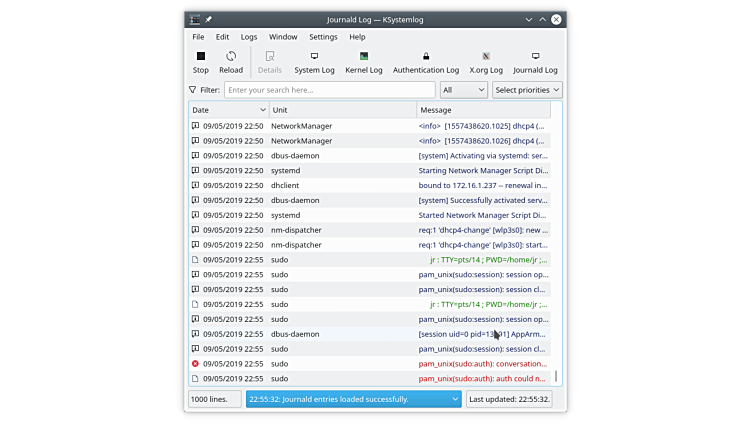 Journald Log — KSystemlog
File Edit Logs Window Settings Help
Stop Reload Details System Log Kernel Log Authentication Log X.org Log Journald Log
Filter: Enter your search here... All Select priorities
Date Unit Message
09/05/2019 22:50 NetworkManager <info> [1557438620.1025] dhcp4 (...
09/05/2019 22:50 NetworkManager <info> [1557438620.1026] dhcp4 (...
09/05/2019 22:50 dbus-daemon [system] Activating via systemd: ser...
09/05/2019 22:50 systemd Starting Network Manager Script Di...
09/05/2019 22:50 dhclient bound to 172.16.1.237 -- renewal in...
09/05/2019 22:50 dbus-daemon [system] Successfully activated serv...
09/05/2019 22:50 systemd Started Network Manager Script Di...
09/05/2019 22:50 nm-dispatcher req:1 'dhcp4-change' [wlp3s0]: new ...
09/05/2019 22:50 nm-dispatcher req:1 'dhcp4-change' [wlp3s0]: start...
09/05/2019 22:55 sudo jr : TTY=pts/14 ; PWD=/home/jr ;...
09/05/2019 22:55 sudo pam_unix(sudo:session): session op...
09/05/2019 22:55 sudo pam_unix(sudo:session): session cl...
09/05/2019 22:55 sudo jr : TTY=pts/14 ; PWD=/home/jr ;...
09/05/2019 22:55 sudo pam_unix(sudo:session): session op...
09/05/2019 22:55 dbus-daemon [session uid=0 AppArm...
09/05/2019 22:55 sudo pam_unix(sudo:session): session cl...
09/05/2019 22:55 sudo pam_unix(sudo:auth): conversation...
09/05/2019 22:55 sudo pam_unix(sudo:auth): auth could n...
1000 lines. 22:55:32: Journald entries loaded successfully. Last updated: 22:55:32.